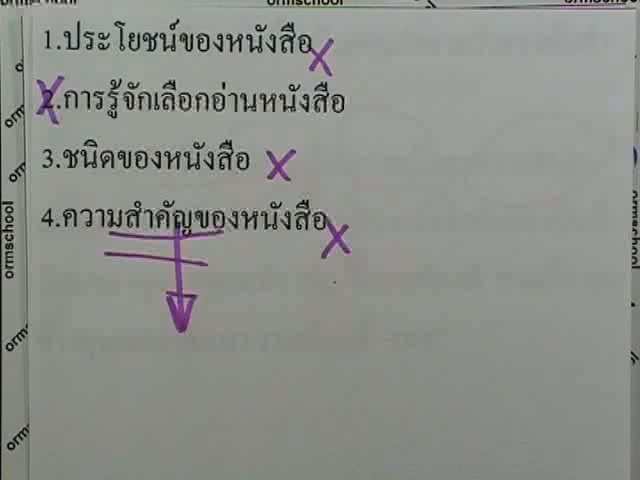 ormschool
1.ประโยชน์ของหนังสือ
2.การรู้จักเลือกอ่านหนังสือ
3.ชนิดของหนังสือ
4.ความสำคัญของหนังสือ
ormschool
ormschool